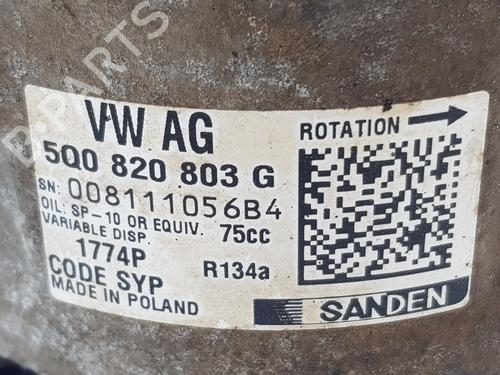 VW AG
ROTATION
5Q0 820 803 G
SN: 008111056B4
OIL: SP-10 OR EQUIV. 75cc
VARIABLE DISP.
1774P
CODE SYP R134a
MADE IN POLAND
SANDEN
B-PARTS